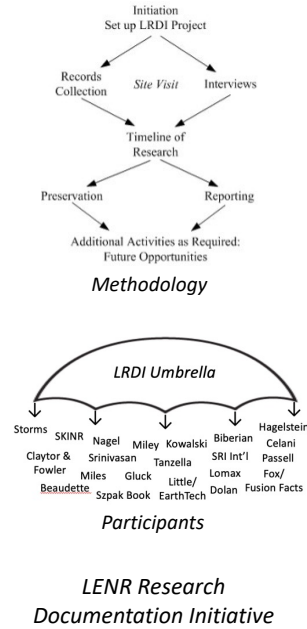 Initiation
Set up LRDI Project
Records
Collection
Site Visit
Interviews
Timeline of
Research
Preservation
Reporting
Additional Activities as Required:
Future Opportunities
Methodology
LRDI Umbrella
Storms
SKINR
Claytor &
Fowler
Beaudette
Nagel
Srinivasan
Miles
Szpak Book
Miley
Gluck
Kowalski
Tanzella
Little/
EarthTech
Biberian
SRI Int'l
Lomax
Dolan
Hagelstein
Celani
Passell
Fox/
Fusion Facts
Participants
LENR Research
Documentation Initiative